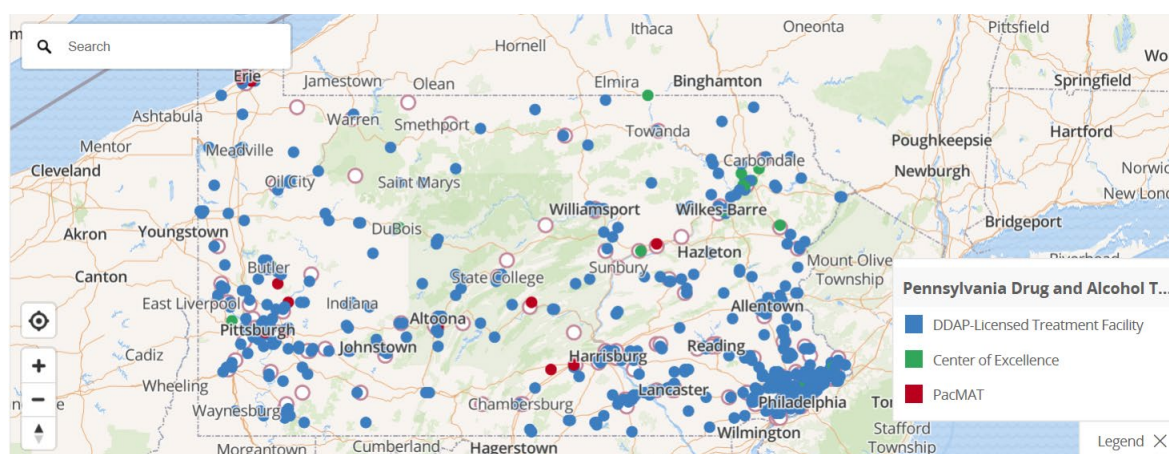 Search
Ithaca
Oneonta
Pittsfield
Hornell
Erie
Jamestown
Olean
Elmira
Binghamton
Springfield
Ashtabula
Warren
Smethport
Towanda
Hartford
Mentor
Meadville
Carbondale
Poughkeepsie
Cleveland
Oil City
Saint Marys
Newburgh
New Lond
Williamsport
Wilkes-Barre
Bridgeport
Akron
Youngstown
DuBois
Hazleton
Canton
Butler
State College
Sunbury
Mount Olive
Township
East Liverpool
Indiana
Altoona
Allentown
Pittsburgh
Johnstown
Harrisburg
Reading
Cadiz
Wheeling
Waynesburg
Chambersburg
Lancaster
Philadelphia
Wilmington
Morgantown
Cumberland
Hagerstown
Stafford
Township
Pennsylvania Drug and Alcohol T...
DDAP-Licensed Treatment Facility
Center of Excellence
PacMAT
Legend